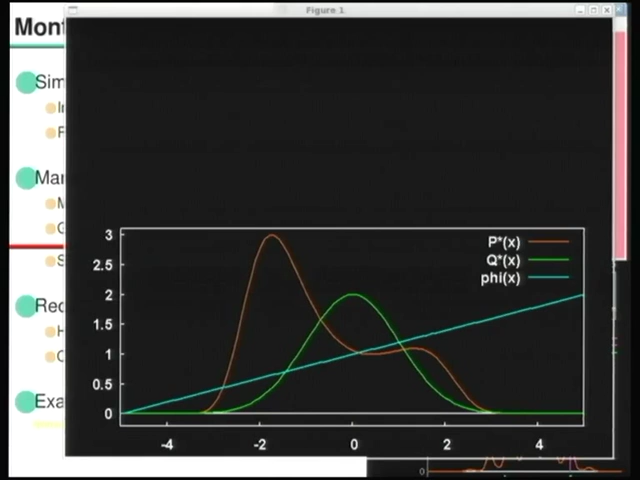 Figure 1
Mont
Sim
Mar
Rec
Exa
P*(x)
Q*(x)
phi(x)
3
2.5
2
1.5
1
0.5
0
-4 -2 0 2 4
0